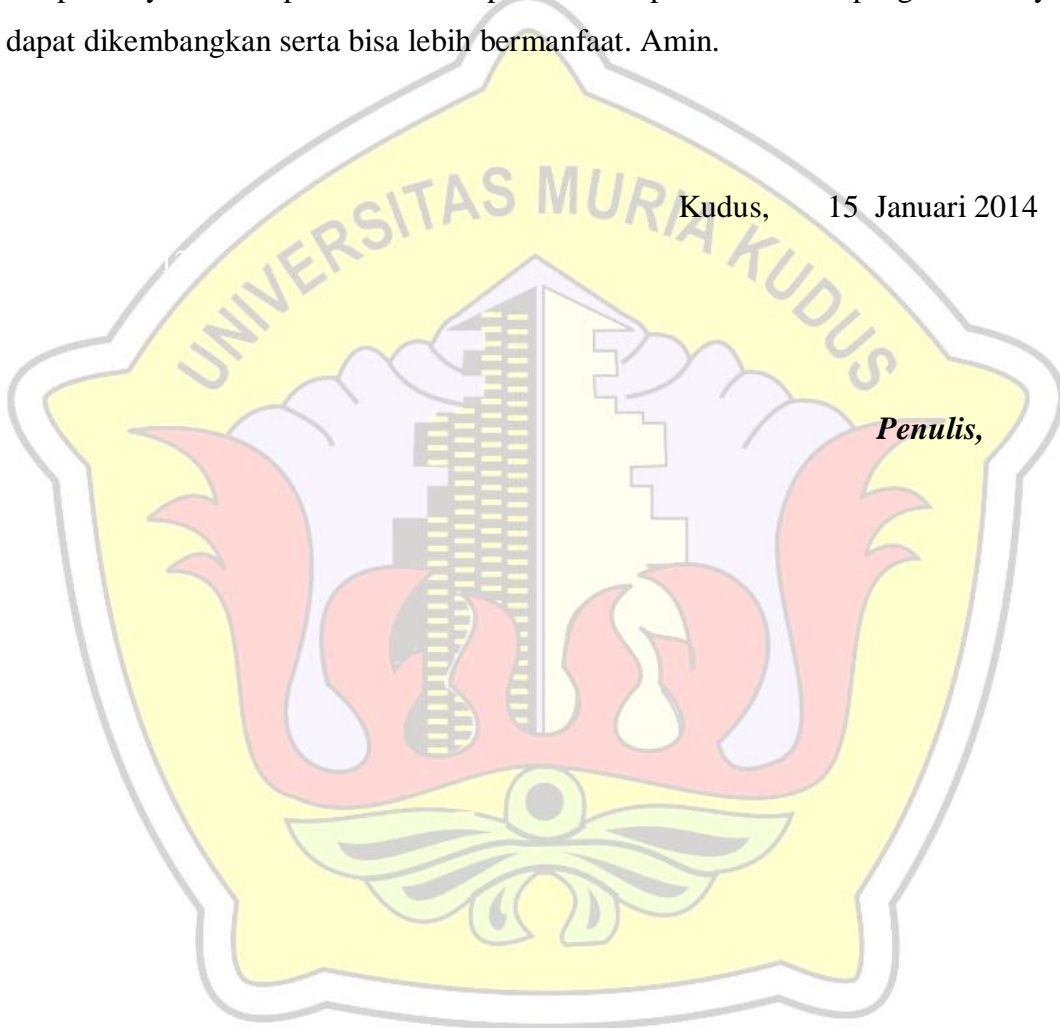 dapat dikembangkan serta bisa lebih bermanfaat. Amin.
Kudus, 15 Januari 2014
UNIVERSITAS MURIA KUDUS
Penulis,